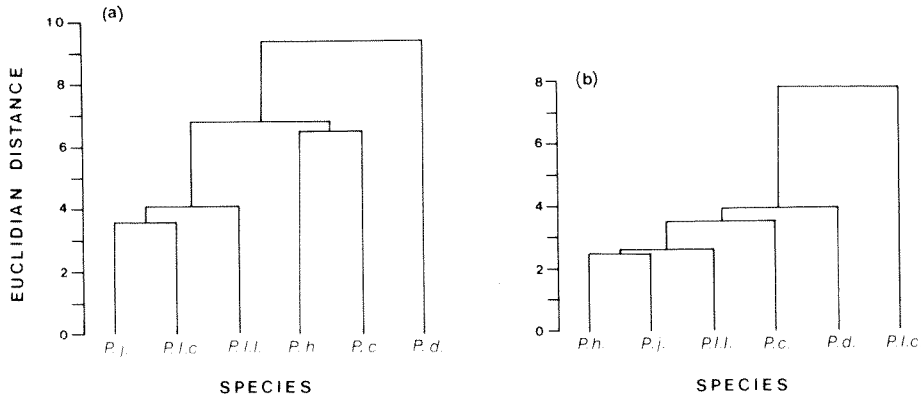 (a)
10
8
6
4
2
0
EUCLIDIAN DISTANCE
P. j. P. l. c P. l. l. P. h P. c P. d.
SPECIES
(b)
8
6
4
2
0
P. h. P. j. P. l. l. P. c. P. d. P. l. c
SPECIES